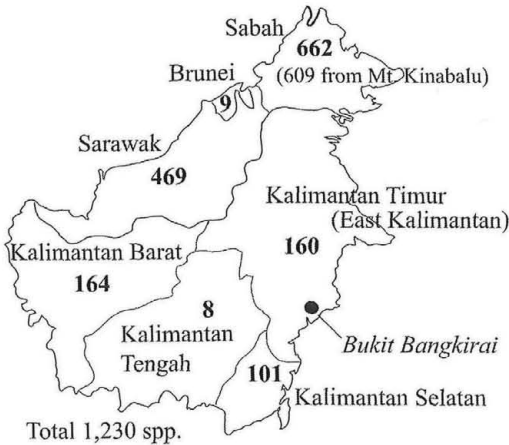 Sabah
662
(609 from Mt. Kinabalu)
Brunei
9
Sarawak
469
Kalimantan Timur
(East Kalimantan)
160
Kalimantan Barat
164
8
Kalimantan
Tengah
Bukit Bangkirai
101
Kalimantan Selatan
Total 1,230 spp.